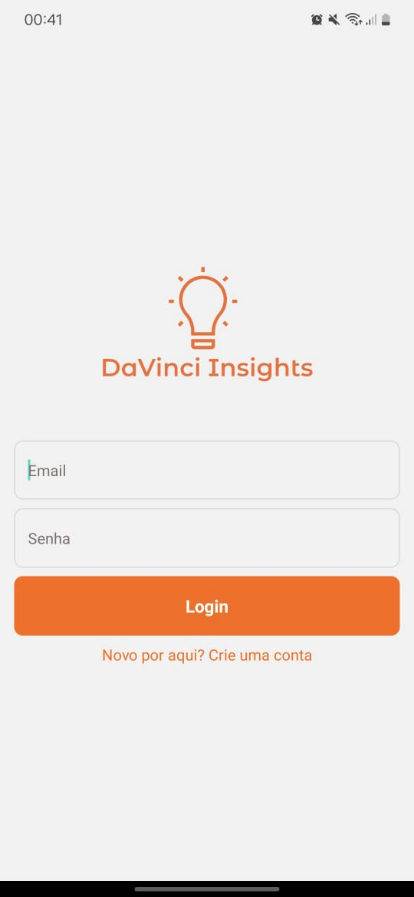 00:41
DaVinci Insights
Email
Senha
Login
Novo por aqui? Crie uma conta